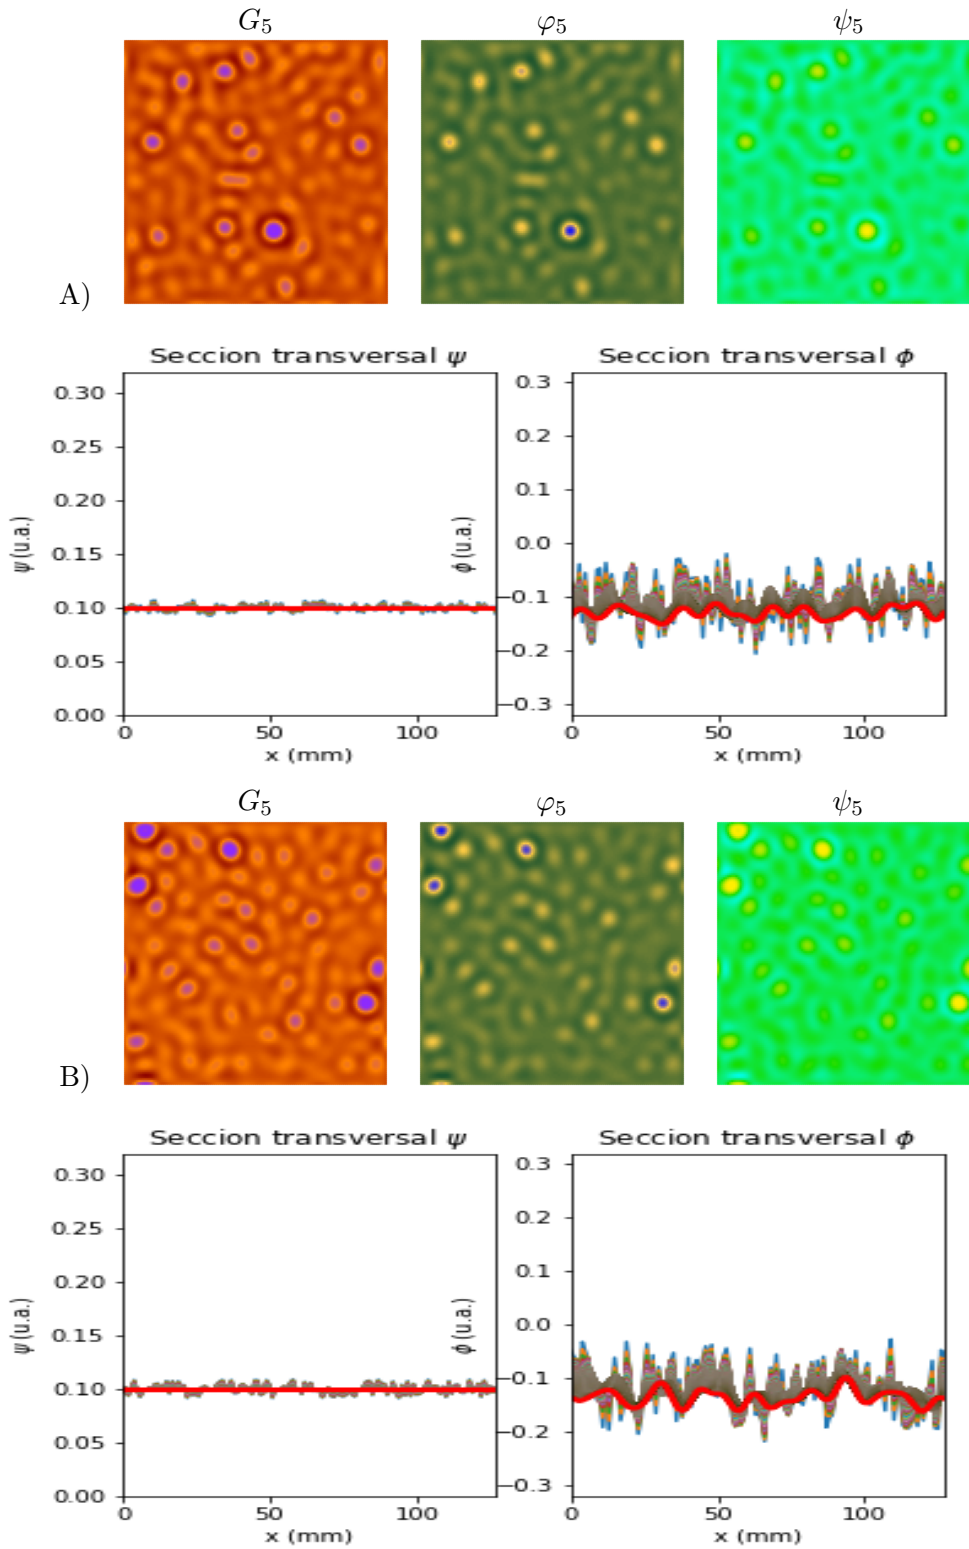 G₅ φ₅ ψ₅
A)
Seccion transversal ψ Seccion transversal ϕ
0.30
0.25
0.20
0.15
0.10
0.05
0.00
ψ (u.a.)
0 50 100
x (mm)
0.3
0.2
0.1
0.0
−0.1
−0.2
−0.3
ϕ (u.a.)
0 50 100
x (mm)
G₅ φ₅ ψ₅
B)
Seccion transversal ψ Seccion transversal ϕ
0.30
0.25
0.20
0.15
0.10
0.05
0.00
ψ (u.a.)
0 50 100
x (mm)
0.3
0.2
0.1
0.0
−0.1
−0.2
−0.3
ϕ (u.a.)
0 50 100
x (mm)